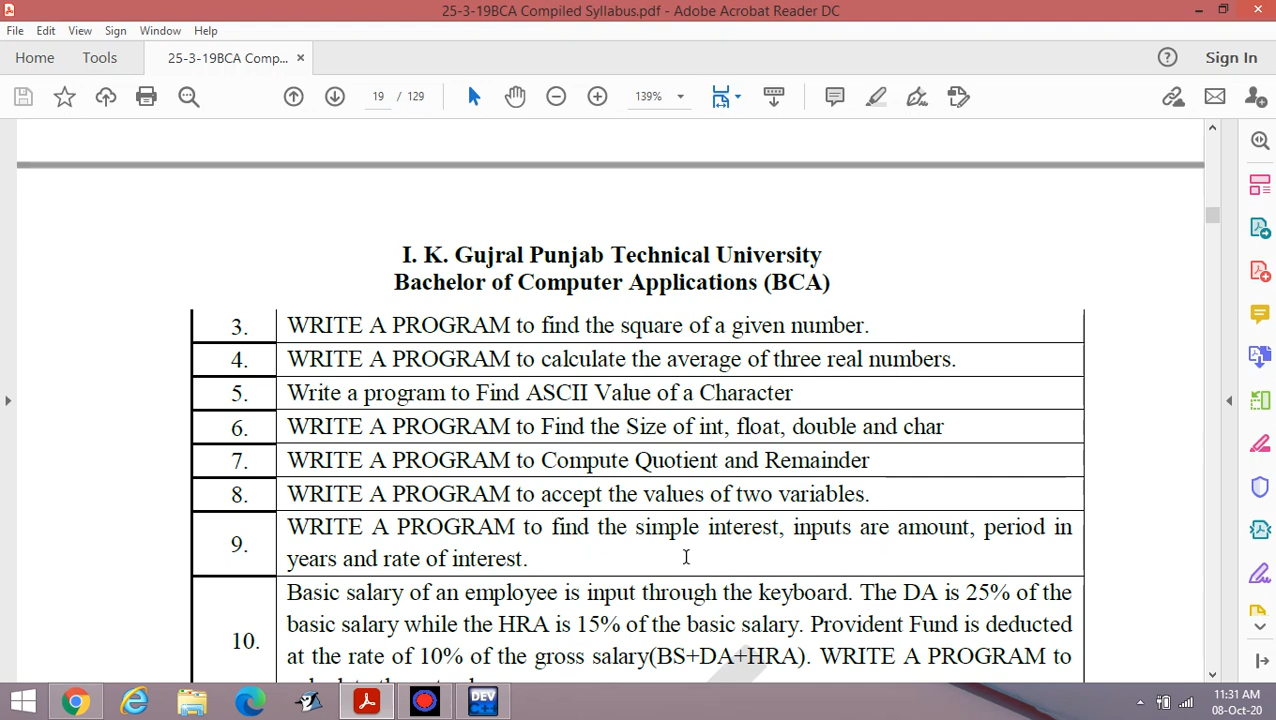 25-3-19BCA Compiled Syllabus.pdf - Adobe Acrobat Reader DC
File Edit View Sign Window Help
Home Tools 25-3-19BCA Comp... × Sign In
19 / 129 139%
I. K. Gujral Punjab Technical University
Bachelor of Computer Applications (BCA)
3. WRITE A PROGRAM to find the square of a given number.
4. WRITE A PROGRAM to calculate the average of three real numbers.
5. Write a program to Find ASCII Value of a Character
6. WRITE A PROGRAM to Find the Size of int, float, double and char
7. WRITE A PROGRAM to Compute Quotient and Remainder
8. WRITE A PROGRAM to accept the values of two variables.
9. WRITE A PROGRAM to find the simple interest, inputs are amount, period in
years and rate of interest.
10. Basic salary of an employee is input through the keyboard. The DA is 25% of the
basic salary while the HRA is 15% of the basic salary. Provident Fund is deducted
at the rate of 10% of the gross salary(BS+DA+HRA). WRITE A PROGRAM to
DEV
11:31 AM
08-Oct-20